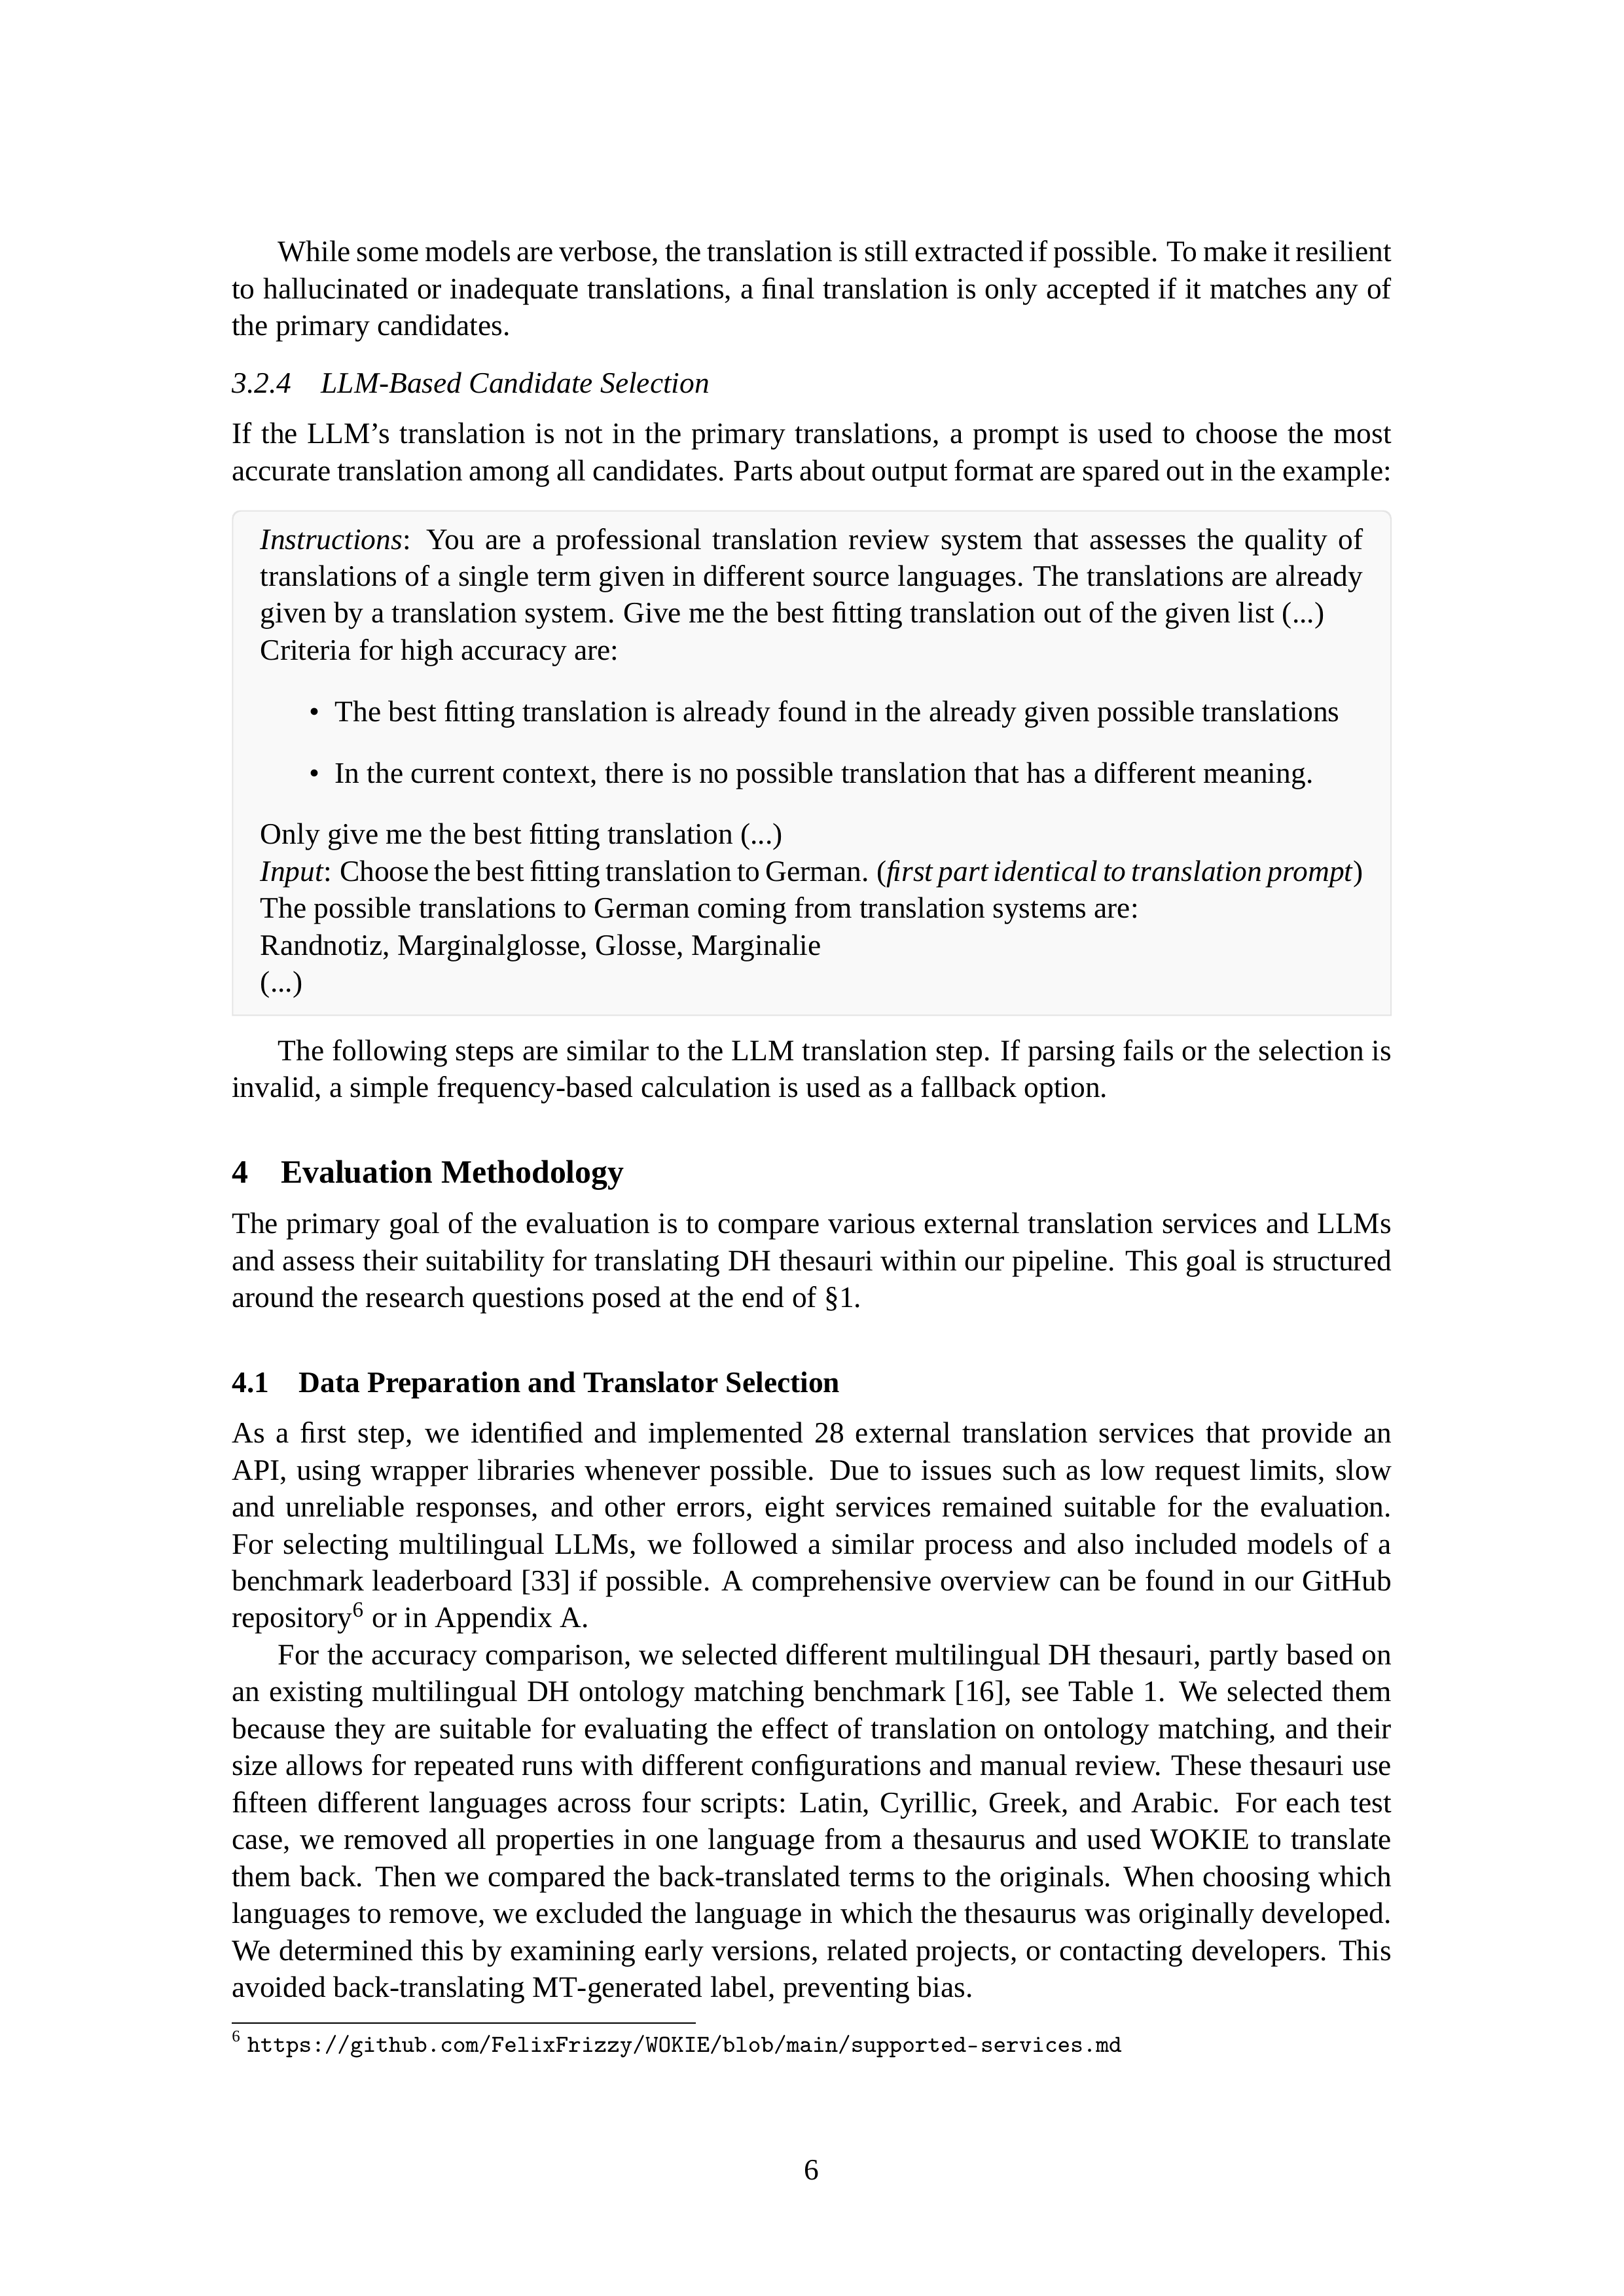 While some models are verbose, the translation is still extracted if possible. To make it resilient
to hallucinated or inadequate translations, a final translation is only accepted if it matches any of
the primary candidates.
3.2.4 LLM-Based Candidate Selection
If the LLM’s translation is not in the primary translations, a prompt is used to choose the most
accurate translation among all candidates. Parts about output format are spared out in the example:
Instructions: You are a professional translation review system that assesses the quality of
translations of a single term given in different source languages. The translations are already
given by a translation system. Give me the best fitting translation out of the given list (...)
Criteria for high accuracy are:
• The best fitting translation is already found in the already given possible translations
• In the current context, there is no possible translation that has a different meaning.
Only give me the best fitting translation (...)
Input: Choose the best fitting translation to German. (first part identical to translation prompt)
The possible translations to German coming from translation systems are:
Randnotiz, Marginalglosse, Glosse, Marginalie
(...)
The following steps are similar to the LLM translation step. If parsing fails or the selection is
invalid, a simple frequency-based calculation is used as a fallback option.
4 Evaluation Methodology
The primary goal of the evaluation is to compare various external translation services and LLMs
and assess their suitability for translating DH thesauri within our pipeline. This goal is structured
around the research questions posed at the end of §1.
4.1 Data Preparation and Translator Selection
As a first step, we identified and implemented 28 external translation services that provide an
API, using wrapper libraries whenever possible. Due to issues such as low request limits, slow
and unreliable responses, and other errors, eight services remained suitable for the evaluation.
For selecting multilingual LLMs, we followed a similar process and also included models of a
benchmark leaderboard [33] if possible. A comprehensive overview can be found in our GitHub
repository6 or in Appendix A.
For the accuracy comparison, we selected different multilingual DH thesauri, partly based on
an existing multilingual DH ontology matching benchmark [16], see Table 1. We selected them
because they are suitable for evaluating the effect of translation on ontology matching, and their
size allows for repeated runs with different configurations and manual review. These thesauri use
fifteen different languages across four scripts: Latin, Cyrillic, Greek, and Arabic. For each test
case, we removed all properties in one language from a thesaurus and used WOKIE to translate
them back. Then we compared the back-translated terms to the originals. When choosing which
languages to remove, we excluded the language in which the thesaurus was originally developed.
We determined this by examining early versions, related projects, or contacting developers. This
avoided back-translating MT-generated label, preventing bias.
6 https://github.com/FelixFrizzy/WOKIE/blob/main/supported-services.md
6